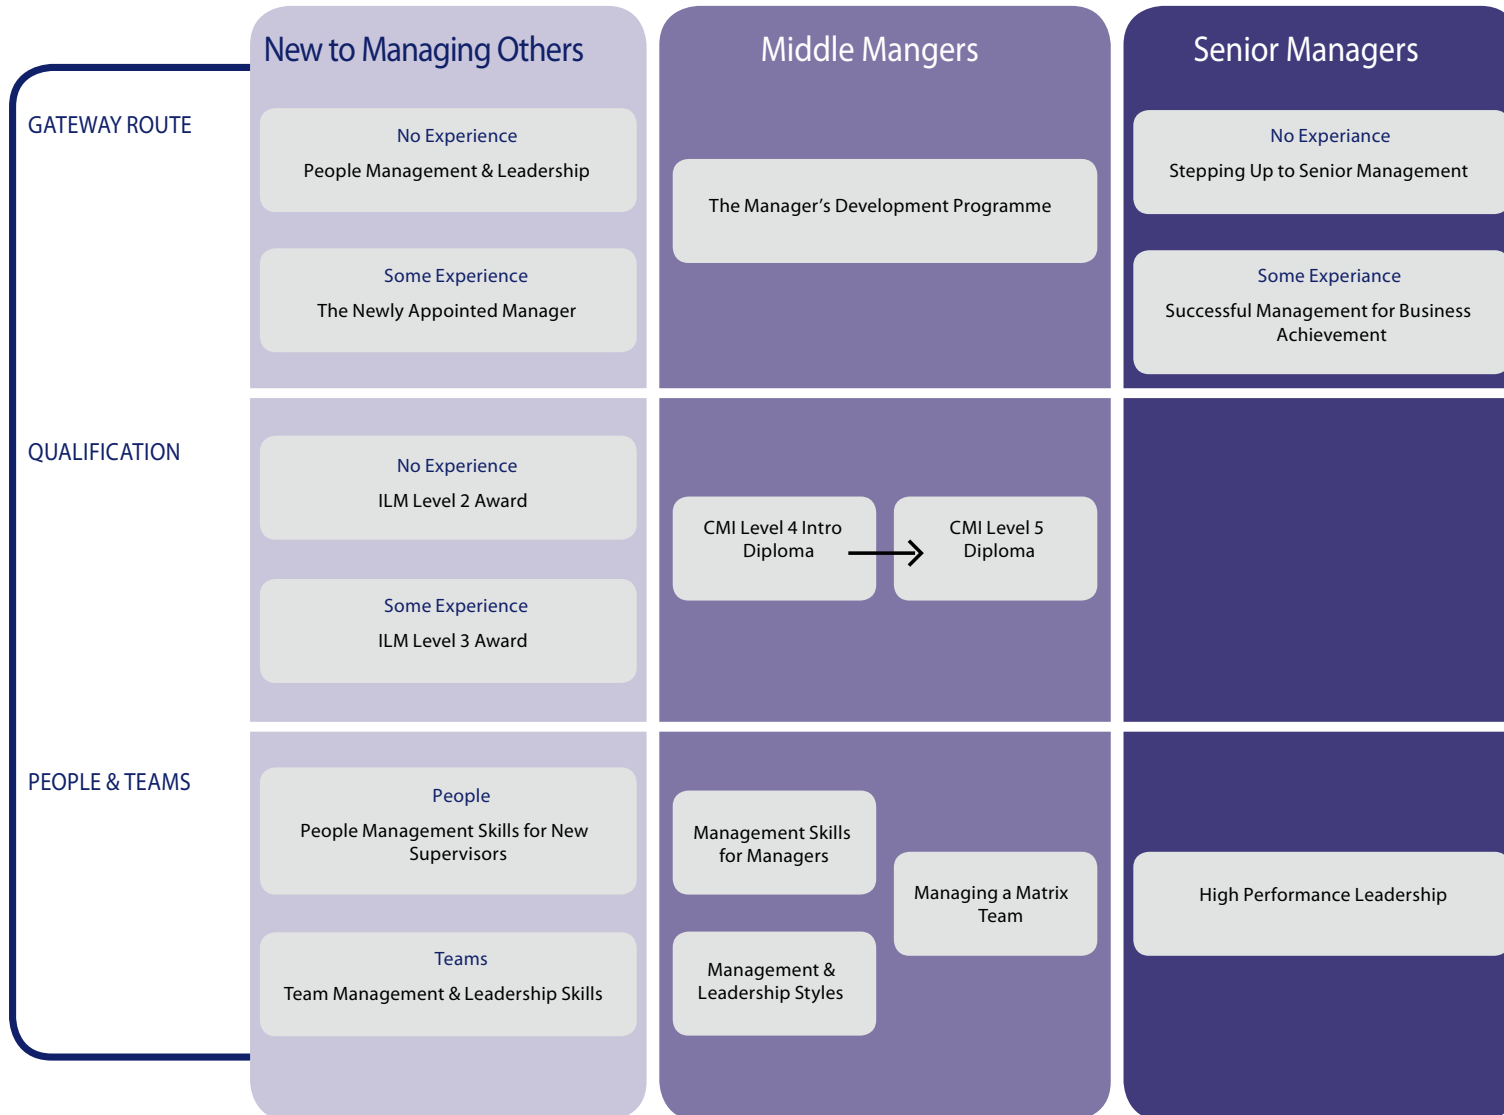 New to Managing Others
Middle Mangers
Senior Managers
GATEWAY ROUTE
No Experience
People Management & Leadership
Some Experience
The Newly Appointed Manager
The Manager’s Development Programme
No Experiance
Stepping Up to Senior Management
Some Experiance
Successful Management for Business
Achievement
QUALIFICATION
No Experience
ILM Level 2 Award
Some Experience
ILM Level 3 Award
CMI Level 4 Intro
Diploma
CMI Level 5
Diploma
PEOPLE & TEAMS
People
People Management Skills for New
Supervisors
Teams
Team Management & Leadership Skills
Management Skills
for Managers
Management &
Leadership Styles
Managing a Matrix
Team
High Performance Leadership